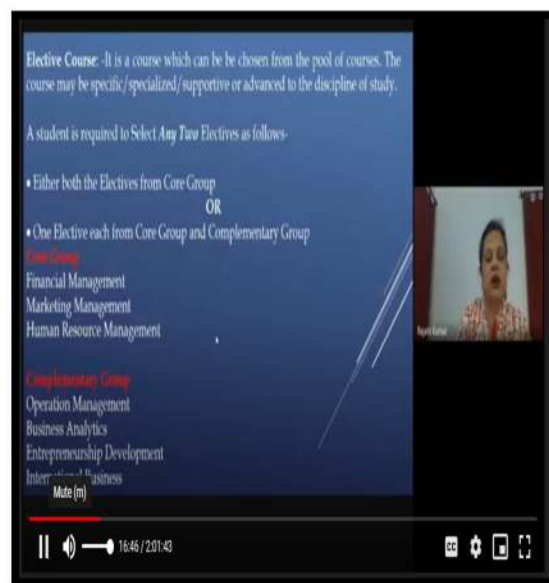 Elective Course: -It is a course which can be be chosen from the pool of courses. The
course may be specific/specialized/supportive or advanced to the discipline of study.
A student is required to Select Any Two Electives as follows-
• Either both the Electives from Core Group
OR
• One Elective each from Core Group and Complementary Group
Core Group
Financial Management
Marketing Management
Human Resource Management
Complementary Group
Operation Management
Business Analytics
Entrepreneurship Development
International Business
Mute (m)
16:46 / 2:01:43
CC